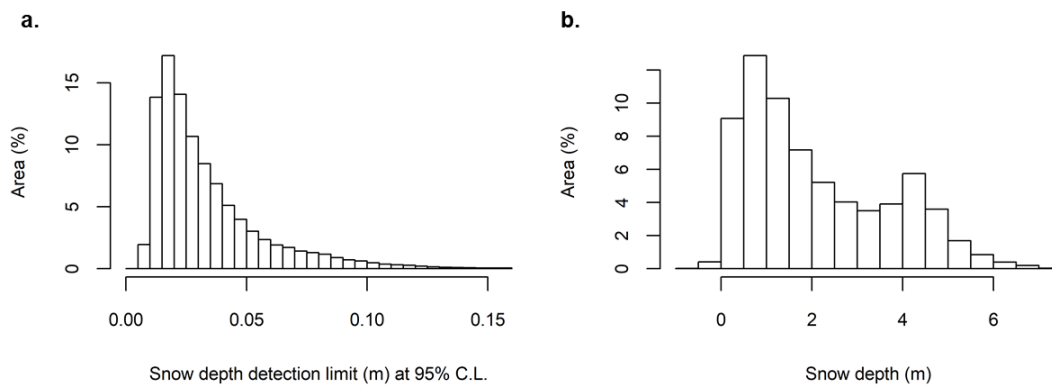 a.
Area (%)
15
10
5
0
0.00 0.05 0.10 0.15
Snow depth detection limit (m) at 95% C.L.
b.
Area (%)
10
8
6
4
2
0
0 2 4 6
Snow depth (m)